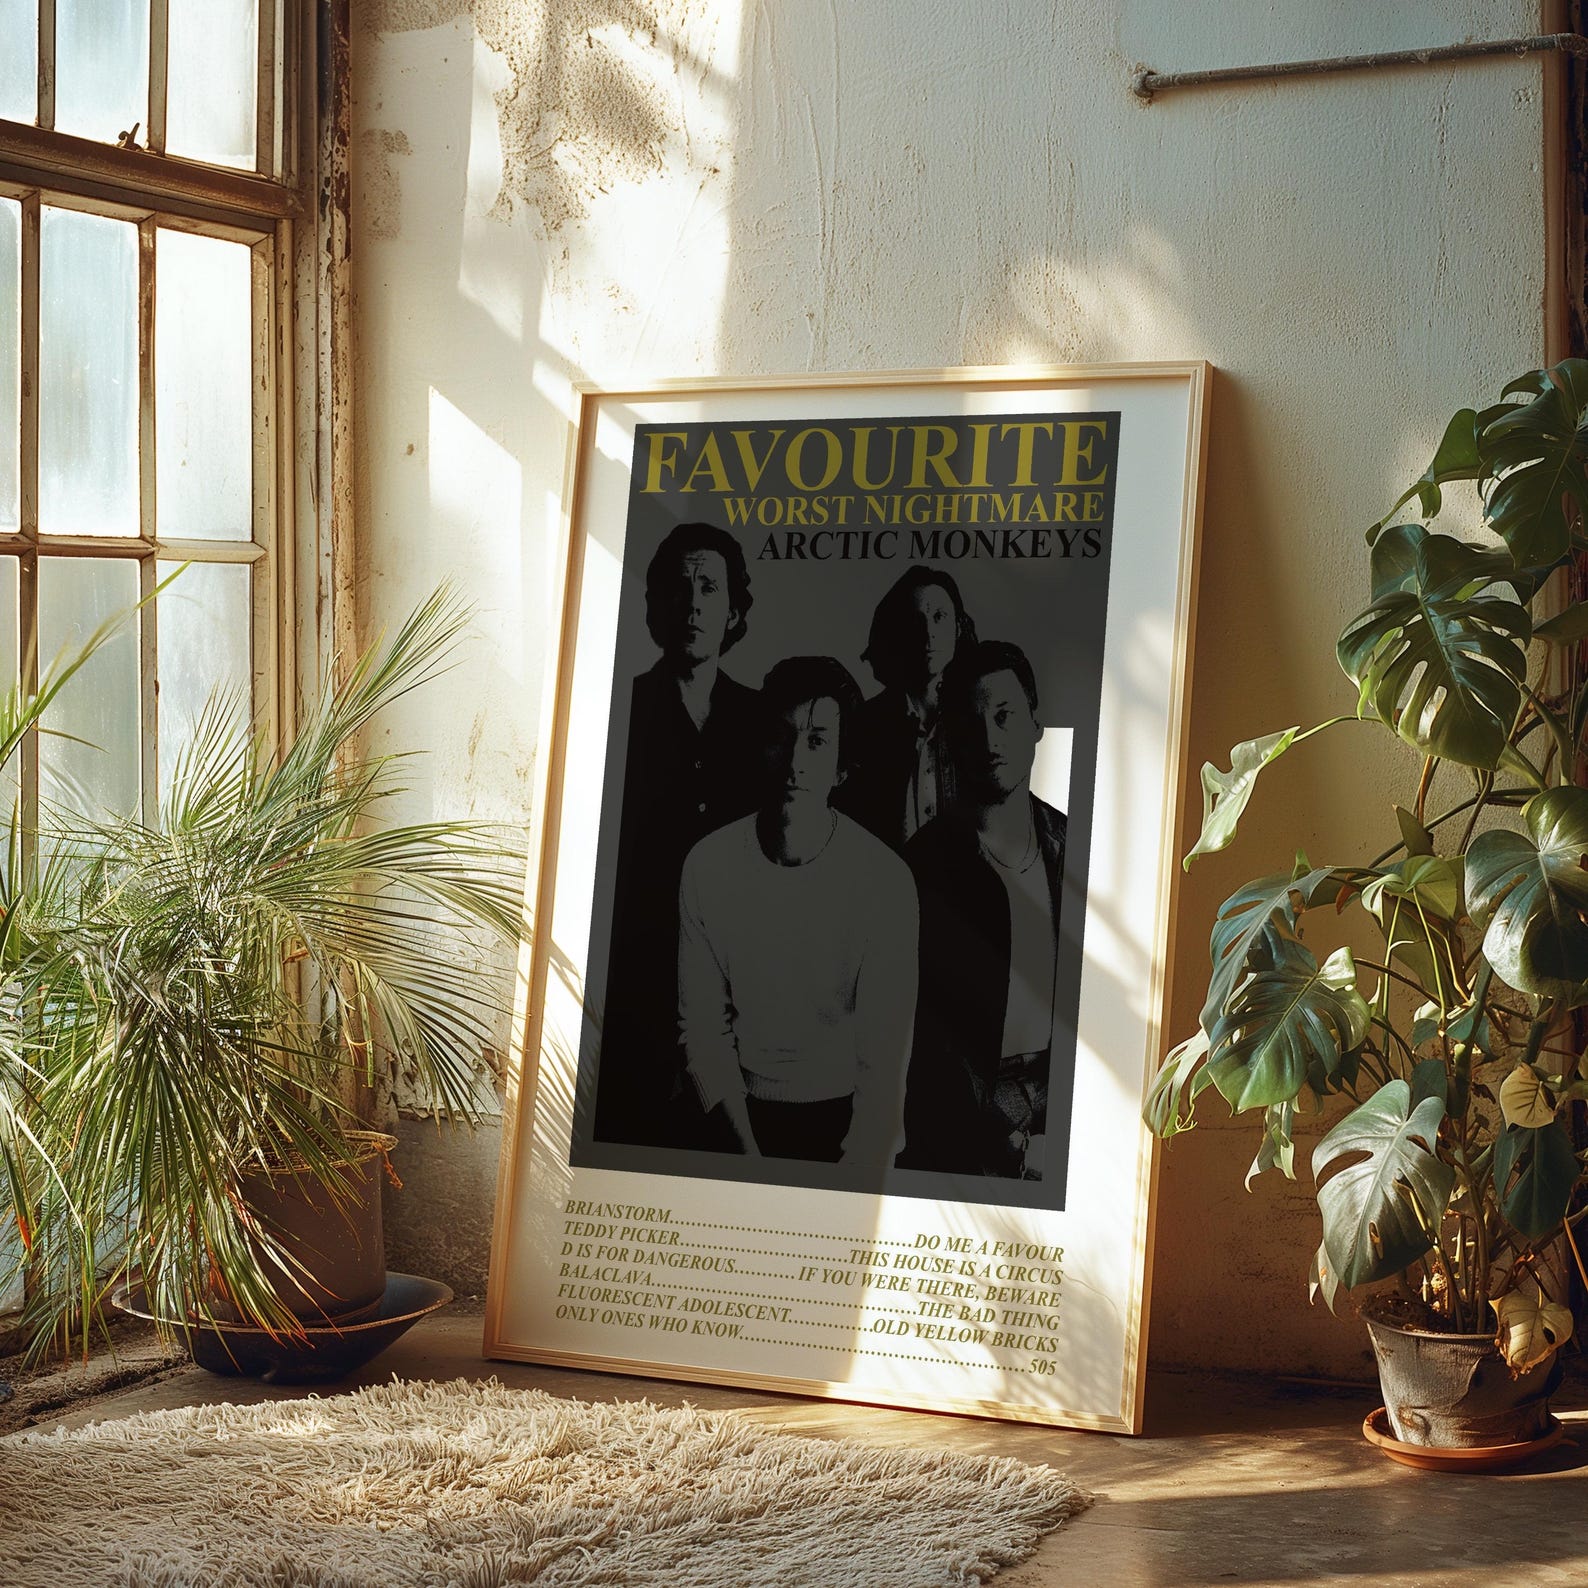 FAVOURITE
WORST NIGHTMARE
ARCTIC MONKEYS
BRIANSTORM..........................................DO ME A FAVOUR
TEDDY PICKER..............................THIS HOUSE IS A CIRCUS
D IS FOR DANGEROUS...........IF YOU WERE THERE, BEWARE
BALACLAVA...............................................THE BAD THING
FLUORESCENT ADOLESCENT...............OLD YELLOW BRICKS
ONLY ONES WHO KNOW................................................... 505